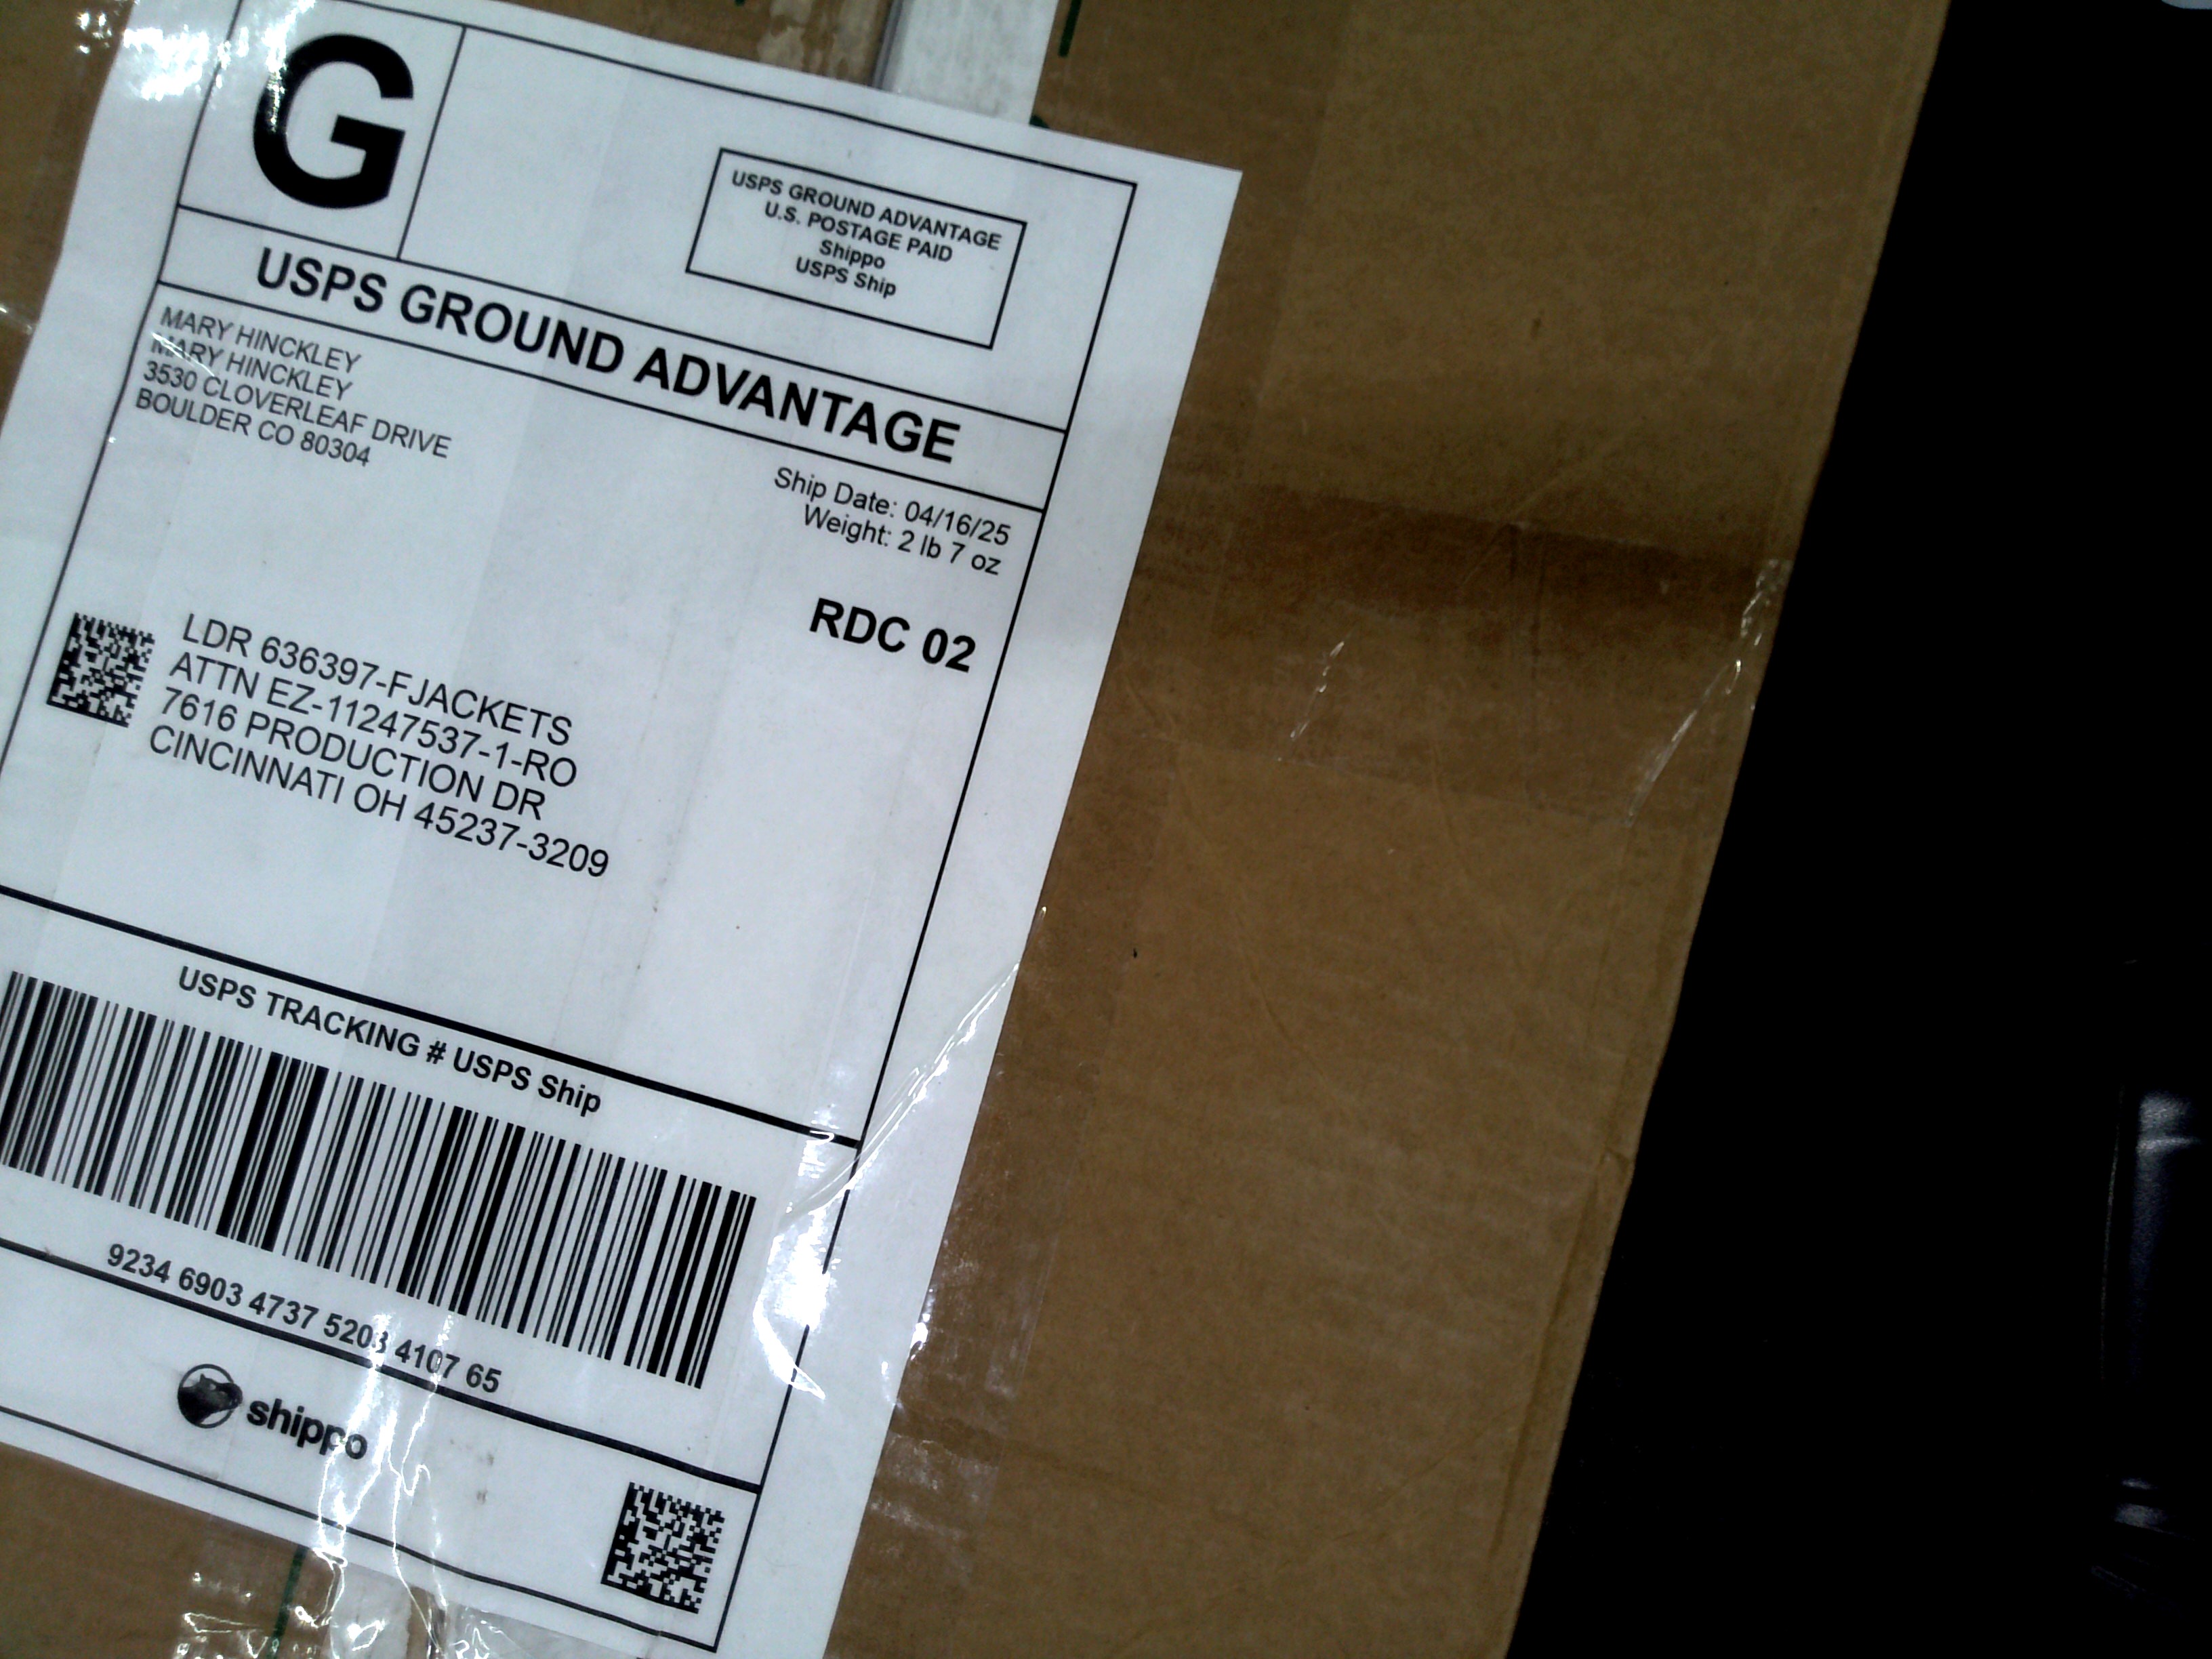 G
USPS GROUND ADVANTAGE
U.S. POSTAGE PAID
Shippo
USPS Ship
USPS GROUND ADVANTAGE
MARY HINCKLEY
MARY HINCKLEY
3530 CLOVERLEAF DRIVE
BOULDER CO 80304
Ship Date: 04/16/25
Weight: 2 lb 7 oz
RDC 02
LDR 636397-FJACKETS
ATTN EZ-11247537-1-RO
7616 PRODUCTION DR
CINCINNATI OH 45237-3209
USPS TRACKING # USPS Ship
9234 6903 4737 5203 4107 65
shippo